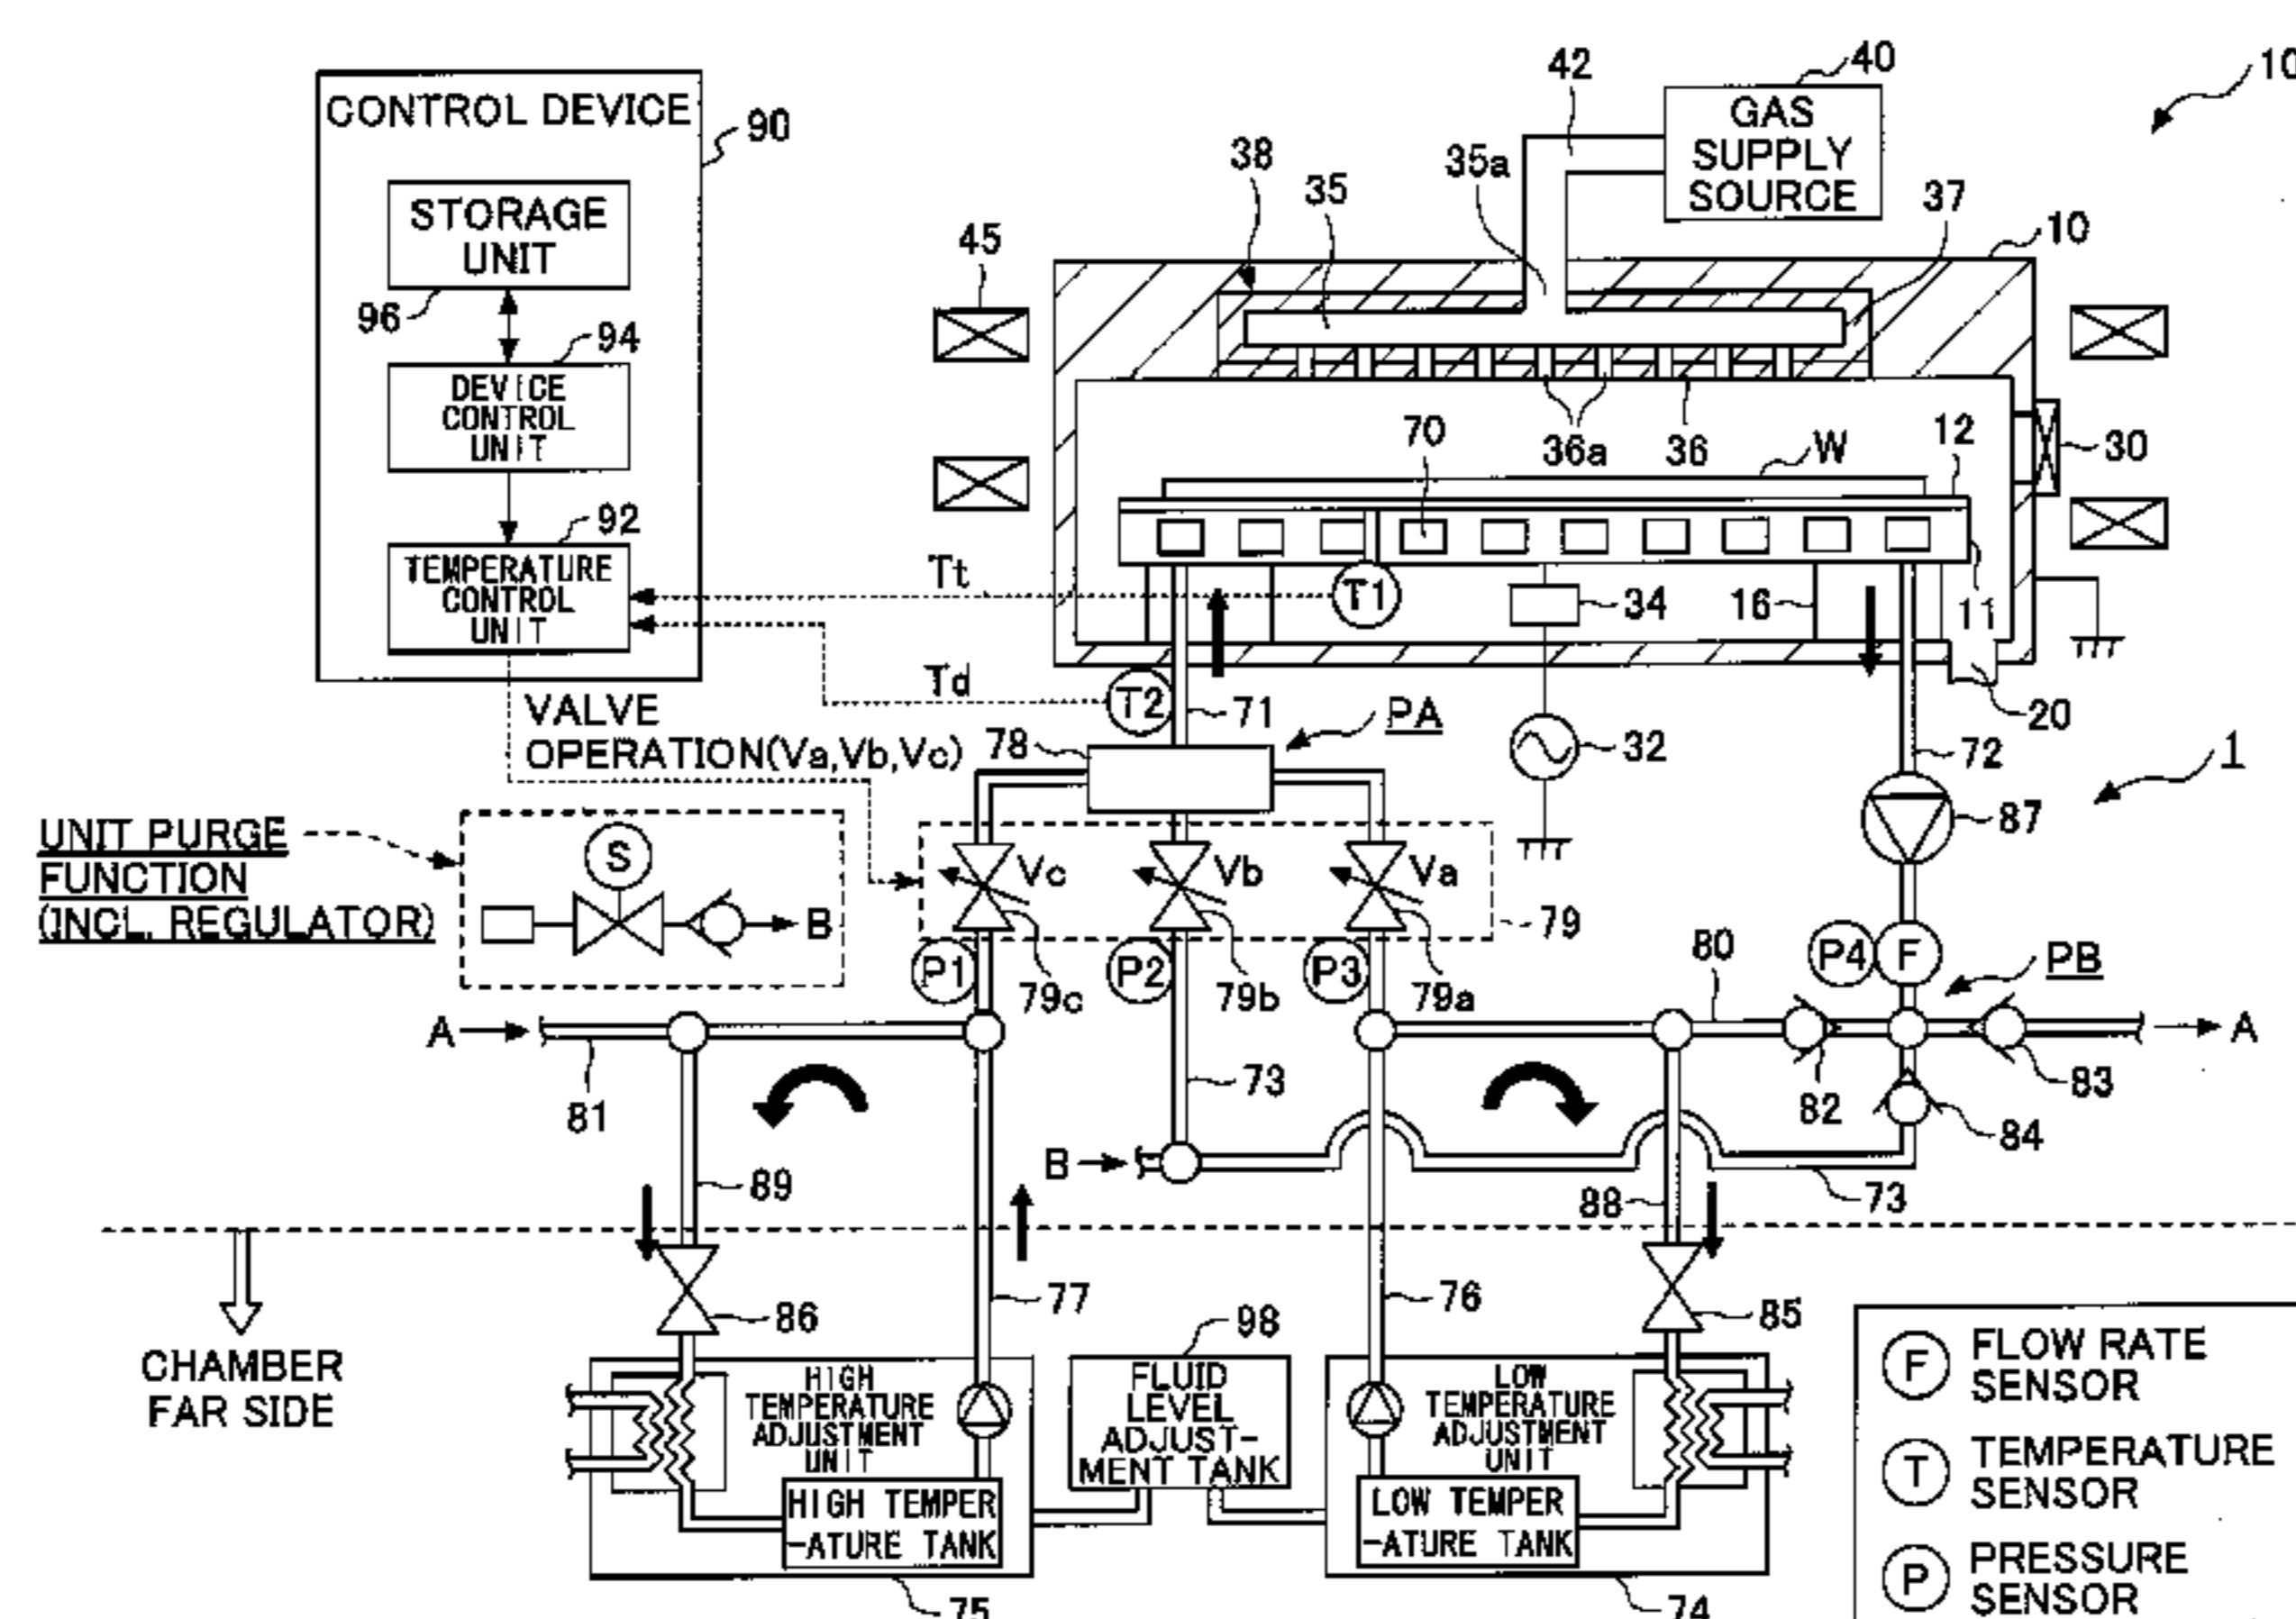 CONTROL DEVICE
90
STORAGE
UNIT
96
94
DEVICE
CONTROL
UNIT
92
TEMPERATURE
CONTROL
UNIT
Tt
Td
VALVE
OPERATION(Va,Vb,Vc)
42
40
GAS
SUPPLY
SOURCE
10
38
35
35a
37
10
45
70
36a
36
W
12
30
T1
34
16
11
T2
71
PA
32
20
78
72
1
87
UNIT PURGE
FUNCTION
(INCL. REGULATOR)
S
B
Vc
Vb
Va
79
P1
P2
P3
79c
79b
79a
80
P4
F
PB
A
81
73
82
83
A
84
B
89
88
73
CHAMBER
FAR SIDE
86
77
76
85
98
HIGH
TEMPERATURE
ADJUSTMENT
UNIT
HIGH TEMPER
-ATURE TANK
75
FLUID
LEVEL
ADJUST-
MENT TANK
LOW
TEMPERATURE
ADJUSTMENT
UNIT
LOW TEMPER
-ATURE TANK
74
F FLOW RATE
SENSOR
T TEMPERATURE
SENSOR
P PRESSURE
SENSOR